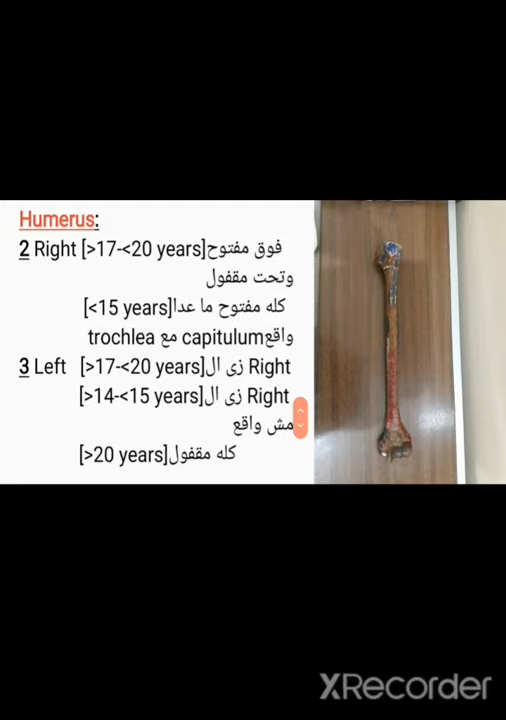 Humerus:
2 Right [>17-<20 years]فوق مفتوح
وتحت مقفول
[<15 years]كله مفتوح ما عدا
trochlea مع capitulumواقع
3 Left [>17-<20 years]زى ال Right
[>14-<15 years]زى ال Right
مش واقع
[>20 years]كله مقفول
XRecorder